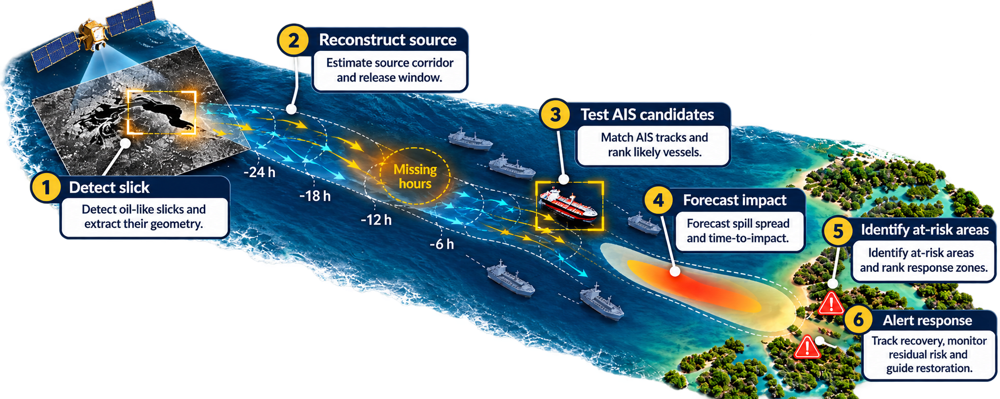 1
Detect slick
Detect oil-like slicks and
extract their geometry.
2
Reconstruct source
Estimate source corridor
and release window.
-24 h
-18 h
-12 h
-6 h
Missing
hours
3
Test AIS candidates
Match AIS tracks and
rank likely vessels.
4
Forecast impact
Forecast spill spread
and time-to-impact.
5
Identify at-risk areas
Identify at-risk areas
and rank response zones.
6
Alert response
Track recovery, monitor
residual risk and
guide restoration.